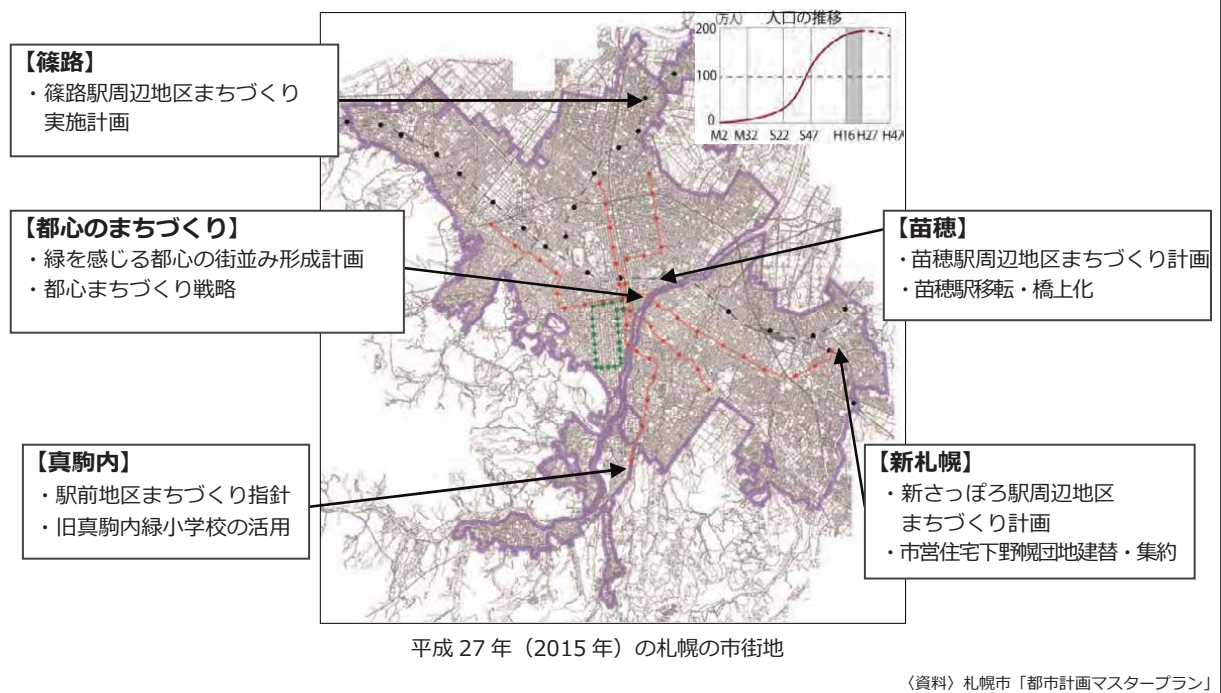 (万人)
人口の推移
200
100
0
M2 M32 S22 S47 H16 H27 H47
【篠路】
・篠路駅周辺地区まちづくり
実施計画
【都心のまちづくり】
・緑を感じる都心の街並み形成計画
・都心まちづくり戦略
【苗穂】
・苗穂駅周辺地区まちづくり計画
・苗穂駅移転・橋上化
【真駒内】
・駅前地区まちづくり指針
・旧真駒内緑小学校の活用
【新札幌】
・新さっぽろ駅周辺地区
まちづくり計画
・市営住宅下野幌団地建替・集約
平成 27 年（2015 年）の札幌の市街地
〈資料〉札幌市「都市計画マスタープラン」